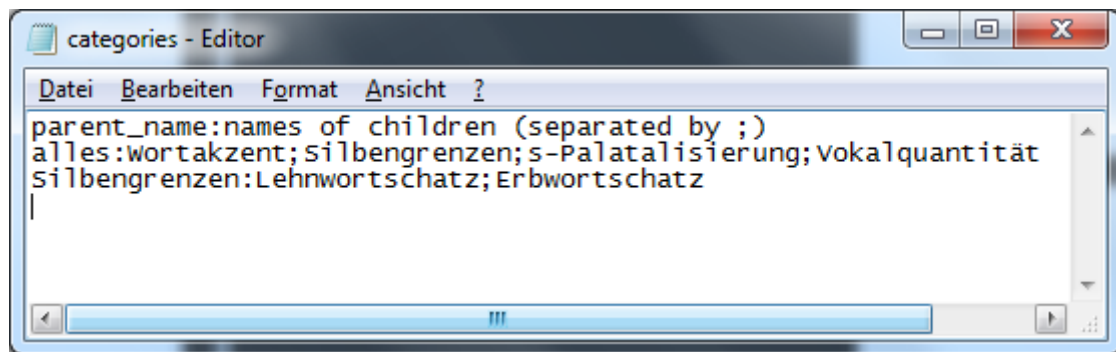 categories - Editor
Datei Bearbeiten Format Ansicht ?
parent_name:names of children (separated by ;)
alles:Wortakzent;Silbengrenzen;s-Palatalisierung;Vokalquantität
Silbengrenzen:Lehnwortschatz;Erbwortschatz